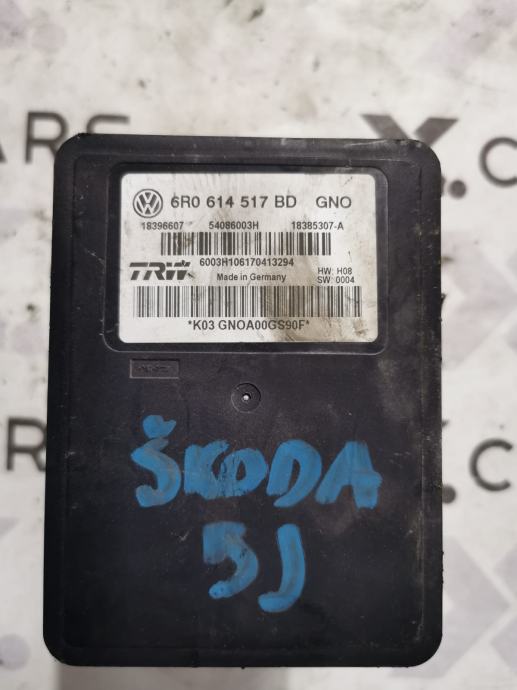 6R0 614 517 BD GNO
18396607 54086003H 18385307-A
6003H106170413294
TRW Made in Germany HW: H08
SW: 0004
*K03 GNOA00GS90F*
ŠKODA
5J